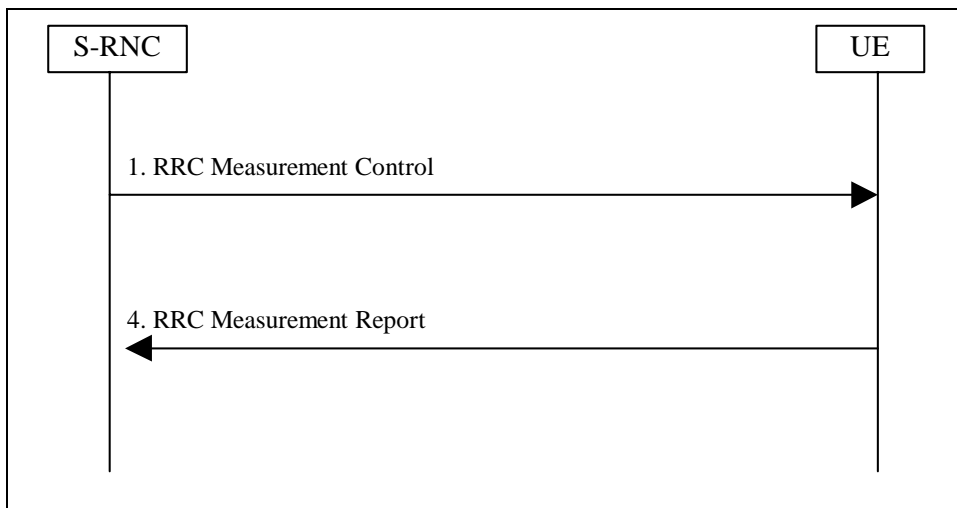 S-RNC
UE
1. RRC Measurement Control
4. RRC Measurement Report